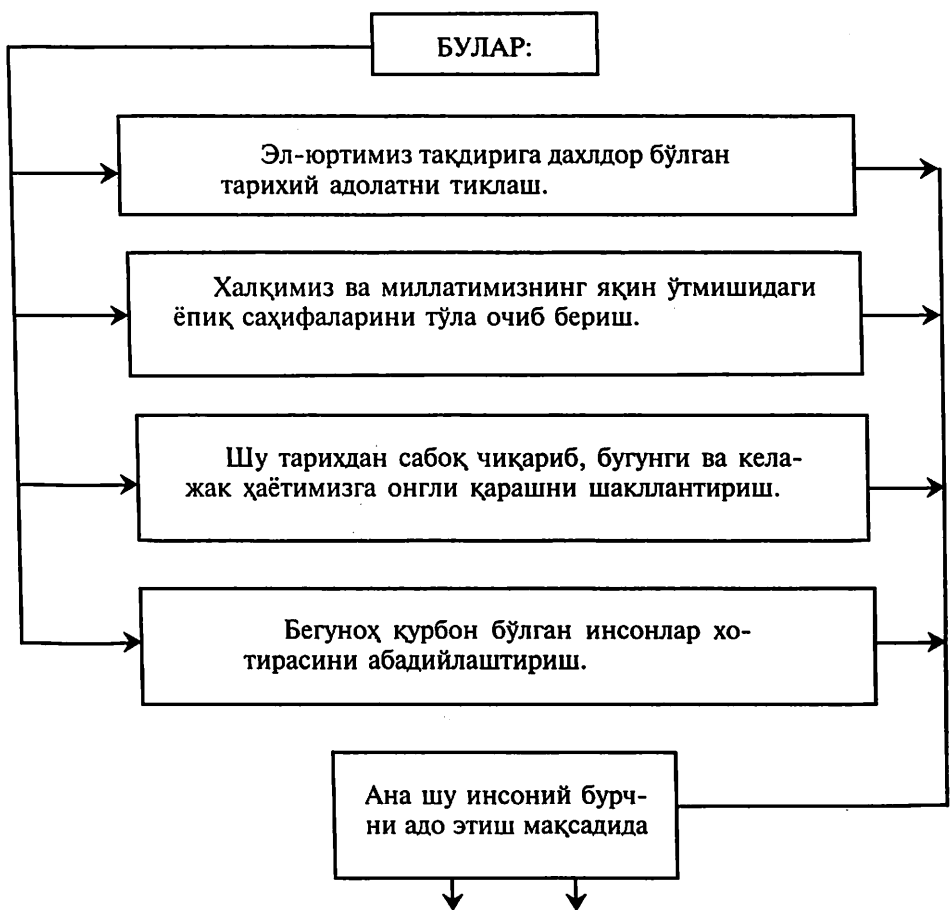 БУЛАР:
Эл-юртимиз тақдирига дахлдор бўлган
тарихий адолатни тиклаш.
Халқимиз ва миллатимизнинг яқин ўтмишидаги
ёпиқ саҳифаларини тўла очиб бериш.
Шу тарихдан сабоқ чиқариб, бугунги ва кела-
жак ҳаётимизга онгли қарашни шакллантириш.
Бегуноҳ қурбон бўлган инсонлар хо-
тирасини абадийлаштириш.
Ана шу инсоний бурч-
ни адо этиш мақсадида